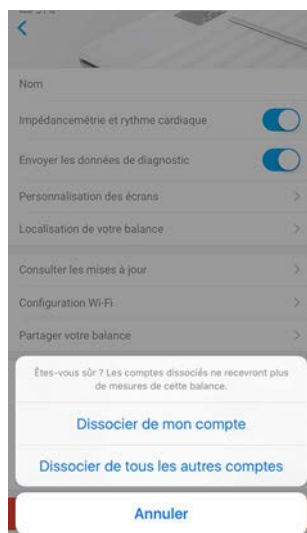 Nom
Impédancemétrie et rythme cardiaque
Envoyer les données de diagnostic
Personnalisation des écrans
Localisation de votre balance
Consulter les mises à jour
Configuration Wi-Fi
Partager votre balance
Êtes-vous sûr ? Les comptes dissociés ne recevront plus
de mesures de cette balance.
Dissocier de mon compte
Dissocier de tous les autres comptes
Annuler